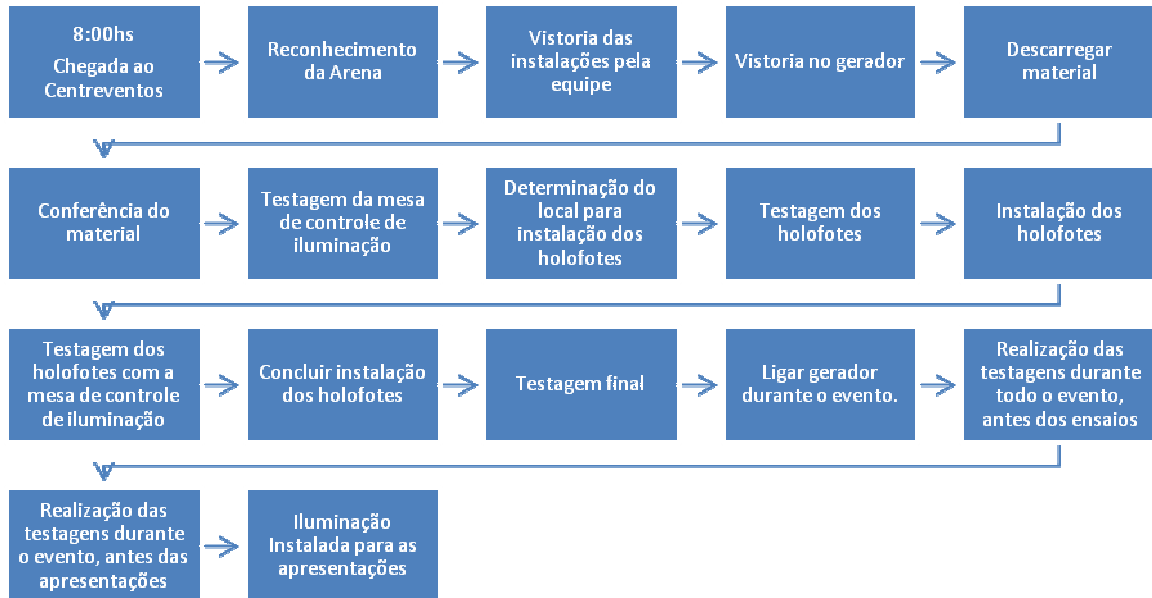 8:00hs
Chegada ao
Centreventos
Reconhecimento
da Arena
Vistoria das
instalações pela
equipe
Vistoria no gerador
Descarregar
material
Conferência do
material
Testagem da mesa
de controle de
iluminação
Determinação do
local para
instalação dos
holofotes
Testagem dos
holofotes
Instalação dos
holofotes
Testagem dos
holofotes com a
mesa de controle
de iluminação
Concluir instalação
dos holofotes
Testagem final
Ligar gerador
durante o evento.
Realização das
testagens durante
todo o evento,
antes dos ensaios
Realização das
testagens durante
o evento, antes das
apresentações
Iluminação
Instalada para as
apresentações